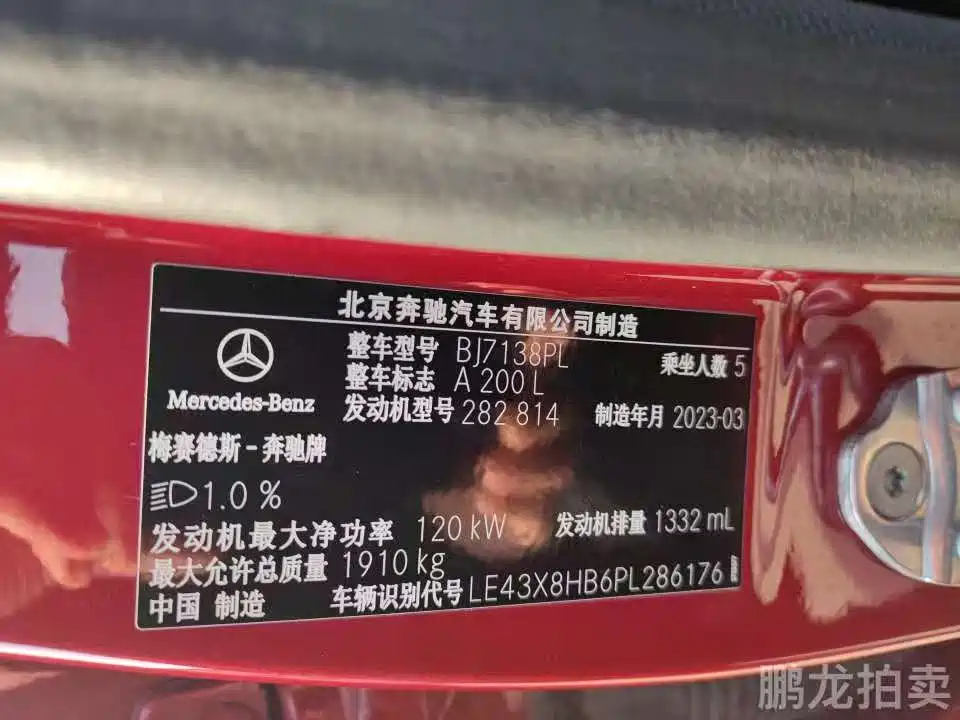 北京奔驰汽车有限公司制造
Mercedes-Benz
整车型号 BJ7138PL 乘坐人数 5
整车标志 A 200 L
发动机型号 282 814 制造年月 2023-03
梅赛德斯-奔驰牌
1.0 %
发动机最大净功率 120 kW 发动机排量 1332 mL
最大允许总质量 1910 kg
中国 制造 车辆识别代号 LE43X8HB6PL286176
鹏龙拍卖